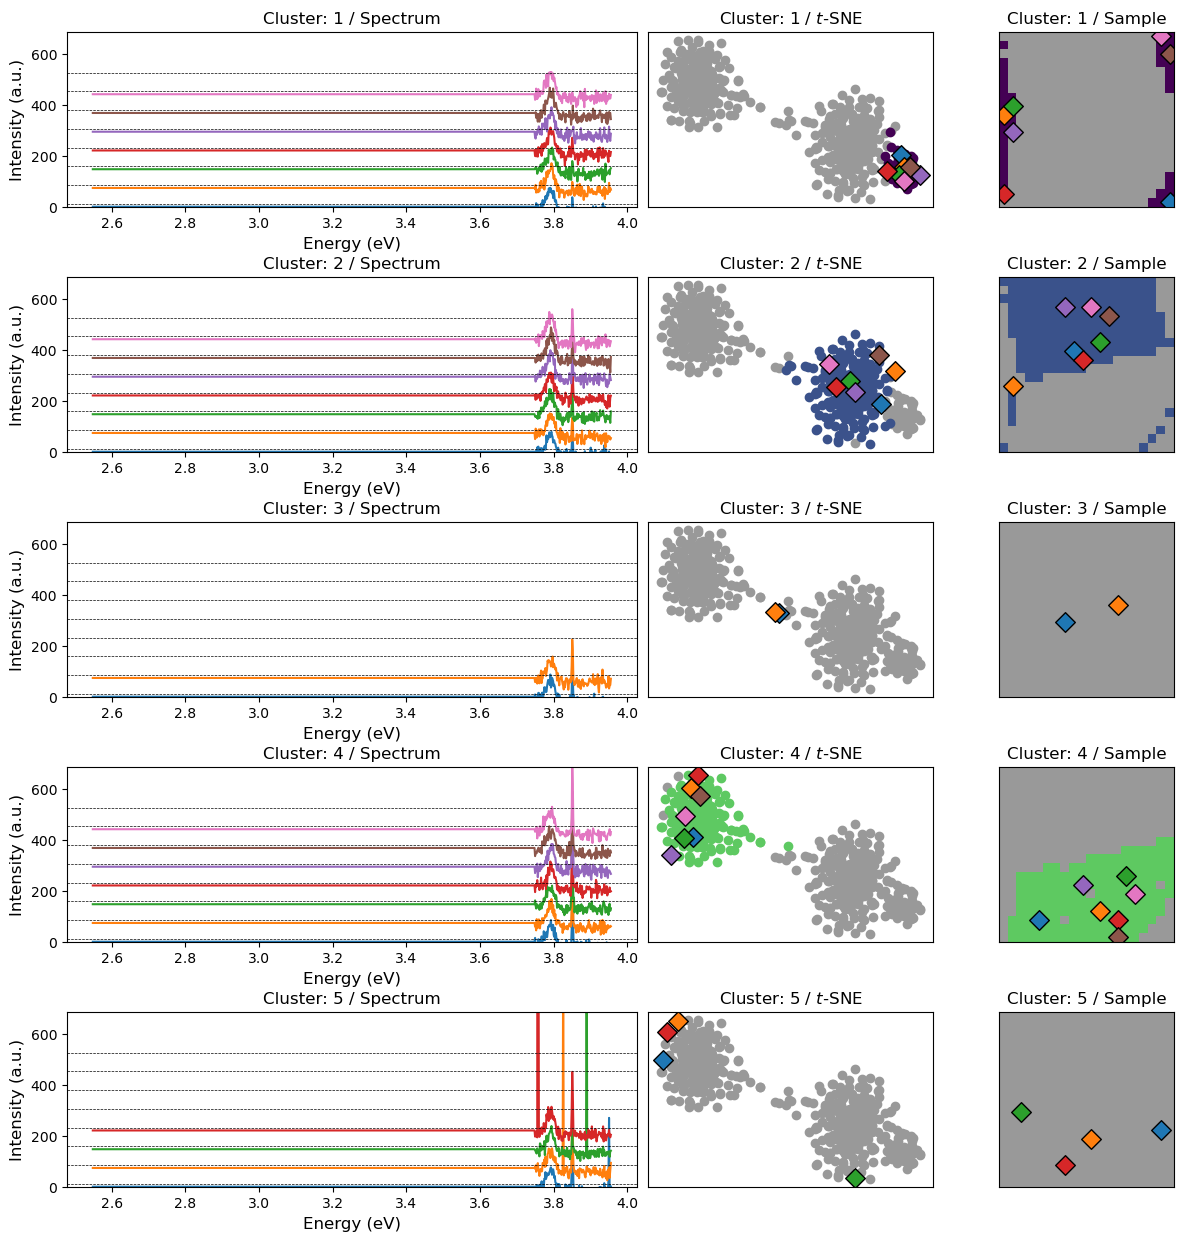 Cluster: 1 / Spectrum
Cluster: 1 / t-SNE
Cluster: 1 / Sample
Intensity (a.u.)
600
400
200
0
2.6 2.8 3.0 3.2 3.4 3.6 3.8 4.0
Energy (eV)
Cluster: 2 / Spectrum
Cluster: 2 / t-SNE
Cluster: 2 / Sample
Intensity (a.u.)
600
400
200
0
2.6 2.8 3.0 3.2 3.4 3.6 3.8 4.0
Energy (eV)
Cluster: 3 / Spectrum
Cluster: 3 / t-SNE
Cluster: 3 / Sample
Intensity (a.u.)
600
400
200
0
2.6 2.8 3.0 3.2 3.4 3.6 3.8 4.0
Energy (eV)
Cluster: 4 / Spectrum
Cluster: 4 / t-SNE
Cluster: 4 / Sample
Intensity (a.u.)
600
400
200
0
2.6 2.8 3.0 3.2 3.4 3.6 3.8 4.0
Energy (eV)
Cluster: 5 / Spectrum
Cluster: 5 / t-SNE
Cluster: 5 / Sample
Intensity (a.u.)
600
400
200
0
2.6 2.8 3.0 3.2 3.4 3.6 3.8 4.0
Energy (eV)